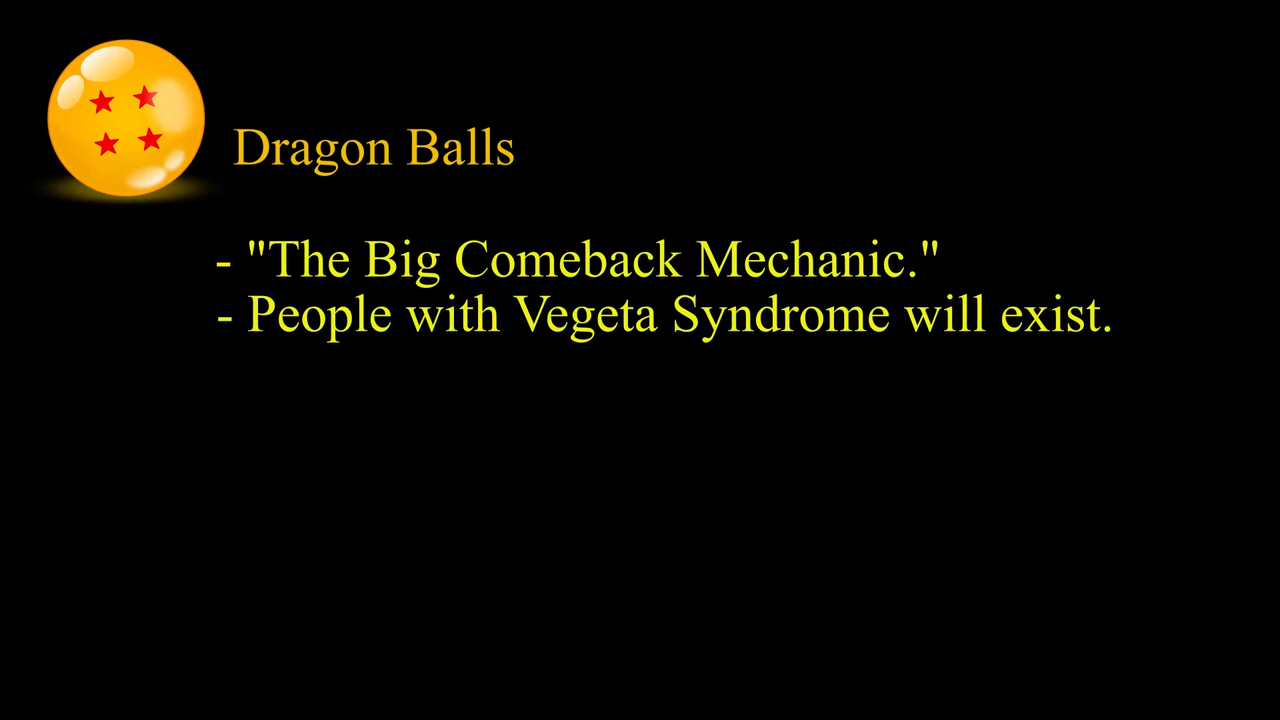 Dragon Balls
- "The Big Comeback Mechanic."
- People with Vegeta Syndrome will exist.